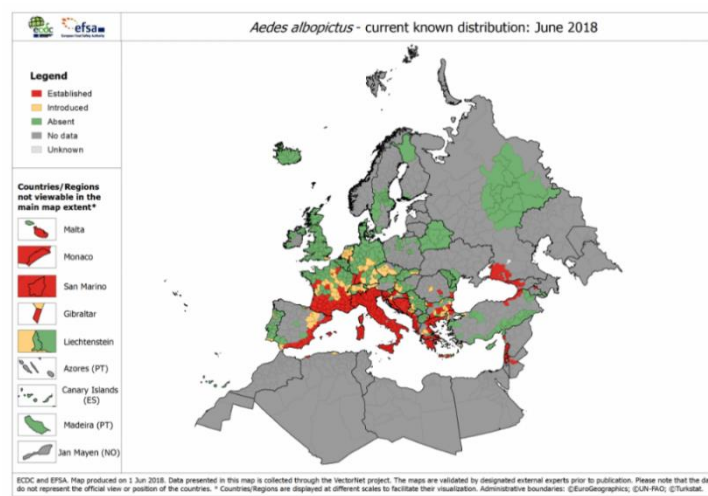 ecdc
efsa
European Food Safety Authority
Aedes albopictus - current known distribution: June 2018
Legend
Established
Introduced
Absent
No data
Unknown
Countries/Regions
not viewable in the
main map extent*
Malta
Monaco
San Marino
Gibraltar
Liechtenstein
Azores (PT)
Canary Islands
(ES)
Madeira (PT)
Jan Mayen (NO)
ECDC and EFSA. Map produced on 1 Jun 2018. Data presented in this map is collected through the VectorNet project. The maps are validated by designated external experts prior to publication. Please note that the da
do not represent the official view or position of the countries. * Countries/Regions are displayed at different scales to facilitate their visualization. Administrative boundaries: ©EuroGeographics; ©UN-FAO; ©Turkstat.